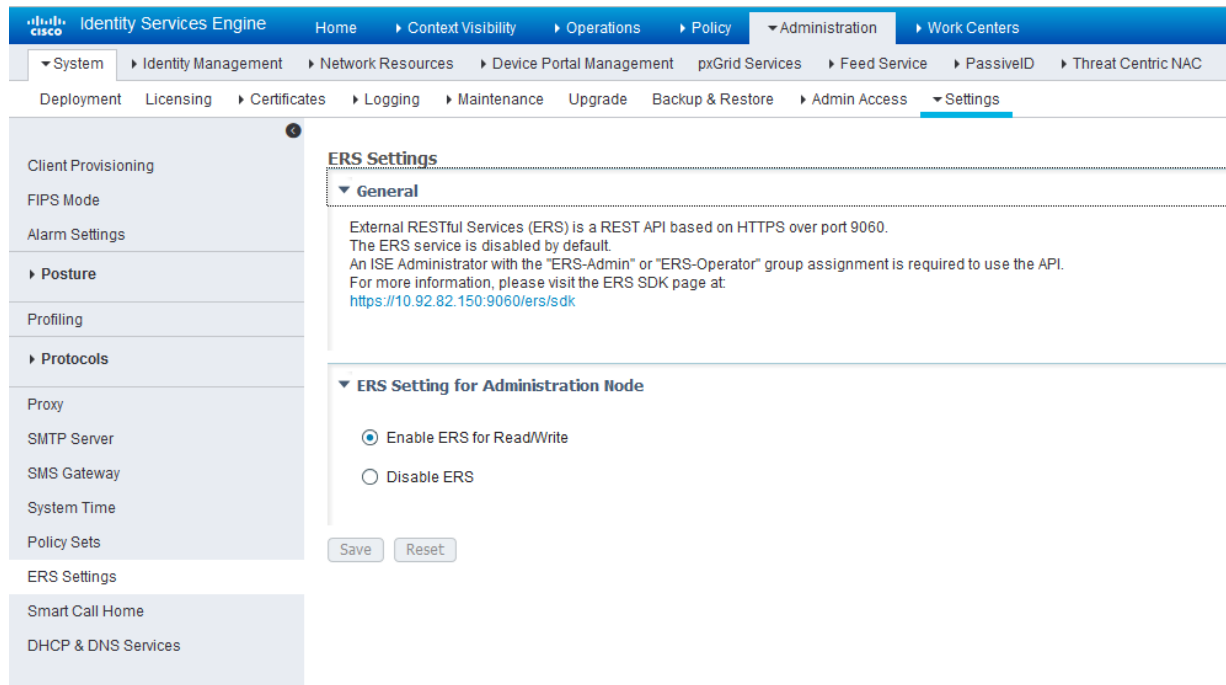 cisco Identity Services Engine Home Context Visibility Operations Policy Administration Work Centers
System Identity Management Network Resources Device Portal Management pxGrid Services Feed Service PassiveID Threat Centric NAC
Deployment Licensing Certificates Logging Maintenance Upgrade Backup & Restore Admin Access Settings
Client Provisioning
FIPS Mode
Alarm Settings
Posture
Profiling
Protocols
Proxy
SMTP Server
SMS Gateway
System Time
Policy Sets
ERS Settings
Smart Call Home
DHCP & DNS Services
ERS Settings
General
External RESTful Services (ERS) is a REST API based on HTTPS over port 9060.
The ERS service is disabled by default.
An ISE Administrator with the "ERS-Admin" or "ERS-Operator" group assignment is required to use the API.
For more information, please visit the ERS SDK page at:
https://10.92.82.150:9060/ers/sdk
ERS Setting for Administration Node
Enable ERS for Read/Write
Disable ERS
Save Reset